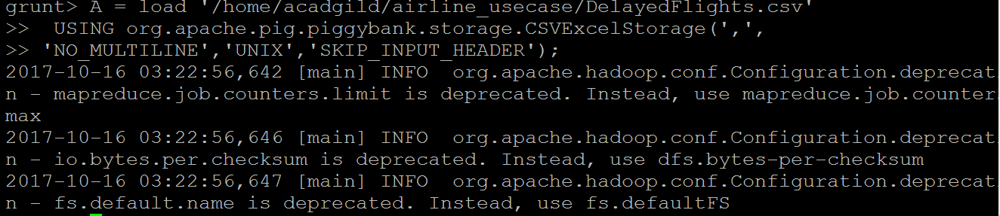 grunt> A = load '/home/acadgild/airline_usecase/DelayedFlights.csv'
>>  USING org.apache.pig.piggybank.storage.CSVExcelStorage(',',
>> 'NO_MULTILINE','UNIX','SKIP_INPUT_HEADER');
2017-10-16 03:22:56,642 [main] INFO  org.apache.hadoop.conf.Configuration.deprecati
n - mapreduce.job.counters.limit is deprecated. Instead, use mapreduce.job.counter.
max
2017-10-16 03:22:56,646 [main] INFO  org.apache.hadoop.conf.Configuration.deprecati
n - io.bytes.per.checksum is deprecated. Instead, use dfs.bytes-per-checksum
2017-10-16 03:22:56,647 [main] INFO  org.apache.hadoop.conf.Configuration.deprecati
n - fs.default.name is deprecated. Instead, use fs.defaultFS